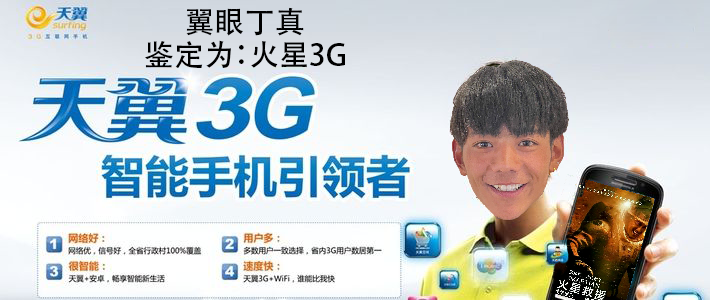 天翼
surfing
3G 互联网手机
翼眼丁真
鉴定为:火星3G
天翼3G
智能手机引领者
1 网络好：
网络优，信号好，全省行政村100%覆盖
2 用户多：
多数用户一致选择，省内3G用户数居第一
3 很智能：
天翼+安卓，畅享智能新生活
4 速度快：
天翼3G+WiFi，谁能比我快
火星救援